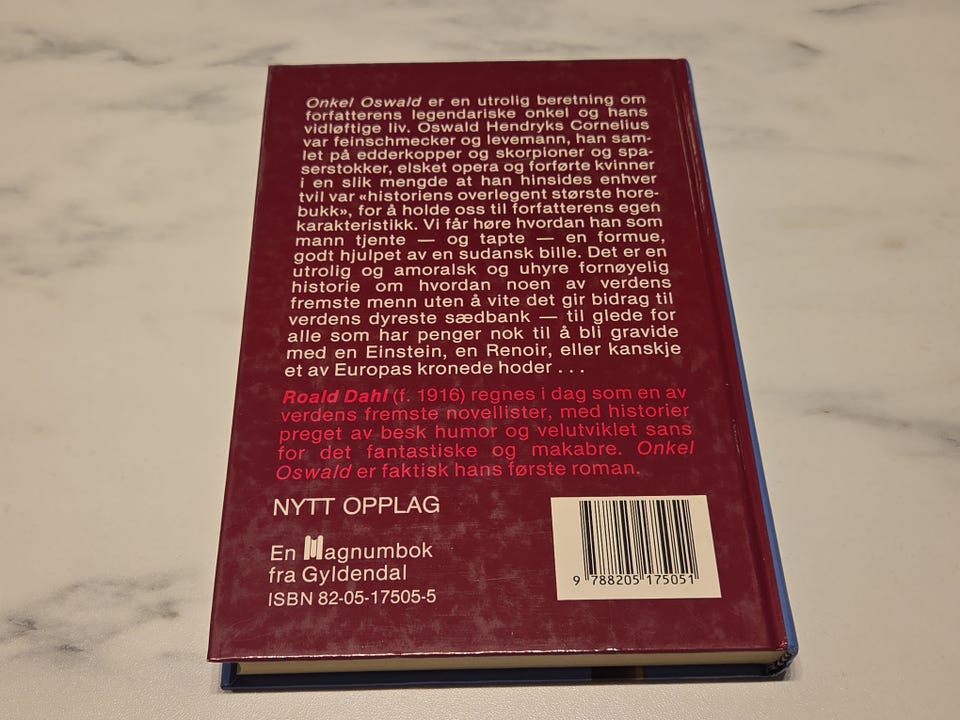 Onkel Oswald er en utrolig beretning om
forfatterens legendariske onkel og hans
vidløftige liv. Oswald Hendryks Cornelius
var feinschmecker og levemann, han sam-
let på edderkopper og skorpioner og spa-
serstokker, elsket opera og forførte kvinner
i en slik mengde at han hinsides enhver
tvil var «historiens overlegent største hore-
bukk», for å holde oss til forfatterens egen
karakteristikk. Vi får høre hvordan han som
mann tjente — og tapte — en formue,
godt hjulpet av en sudansk bille. Det er en
utrolig og amoralsk og uhyre fornøyelig
historie om hvordan noen av verdens
fremste menn uten å vite det gir bidrag til
verdens dyreste sædbank — til glede for
alle som har penger nok til å bli gravide
med en Einstein, en Renoir, eller kanskje
et av Europas kronede hoder . . .
Roald Dahl (f. 1916) regnes i dag som en av
verdens fremste novellister, med historier
preget av besk humor og velutviklet sans
for det fantastiske og makabre. Onkel
Oswald er faktisk hans første roman.
NYTT OPPLAG
En Magnumbok
fra Gyldendal
ISBN 82-05-17505-5
9 788205 175051